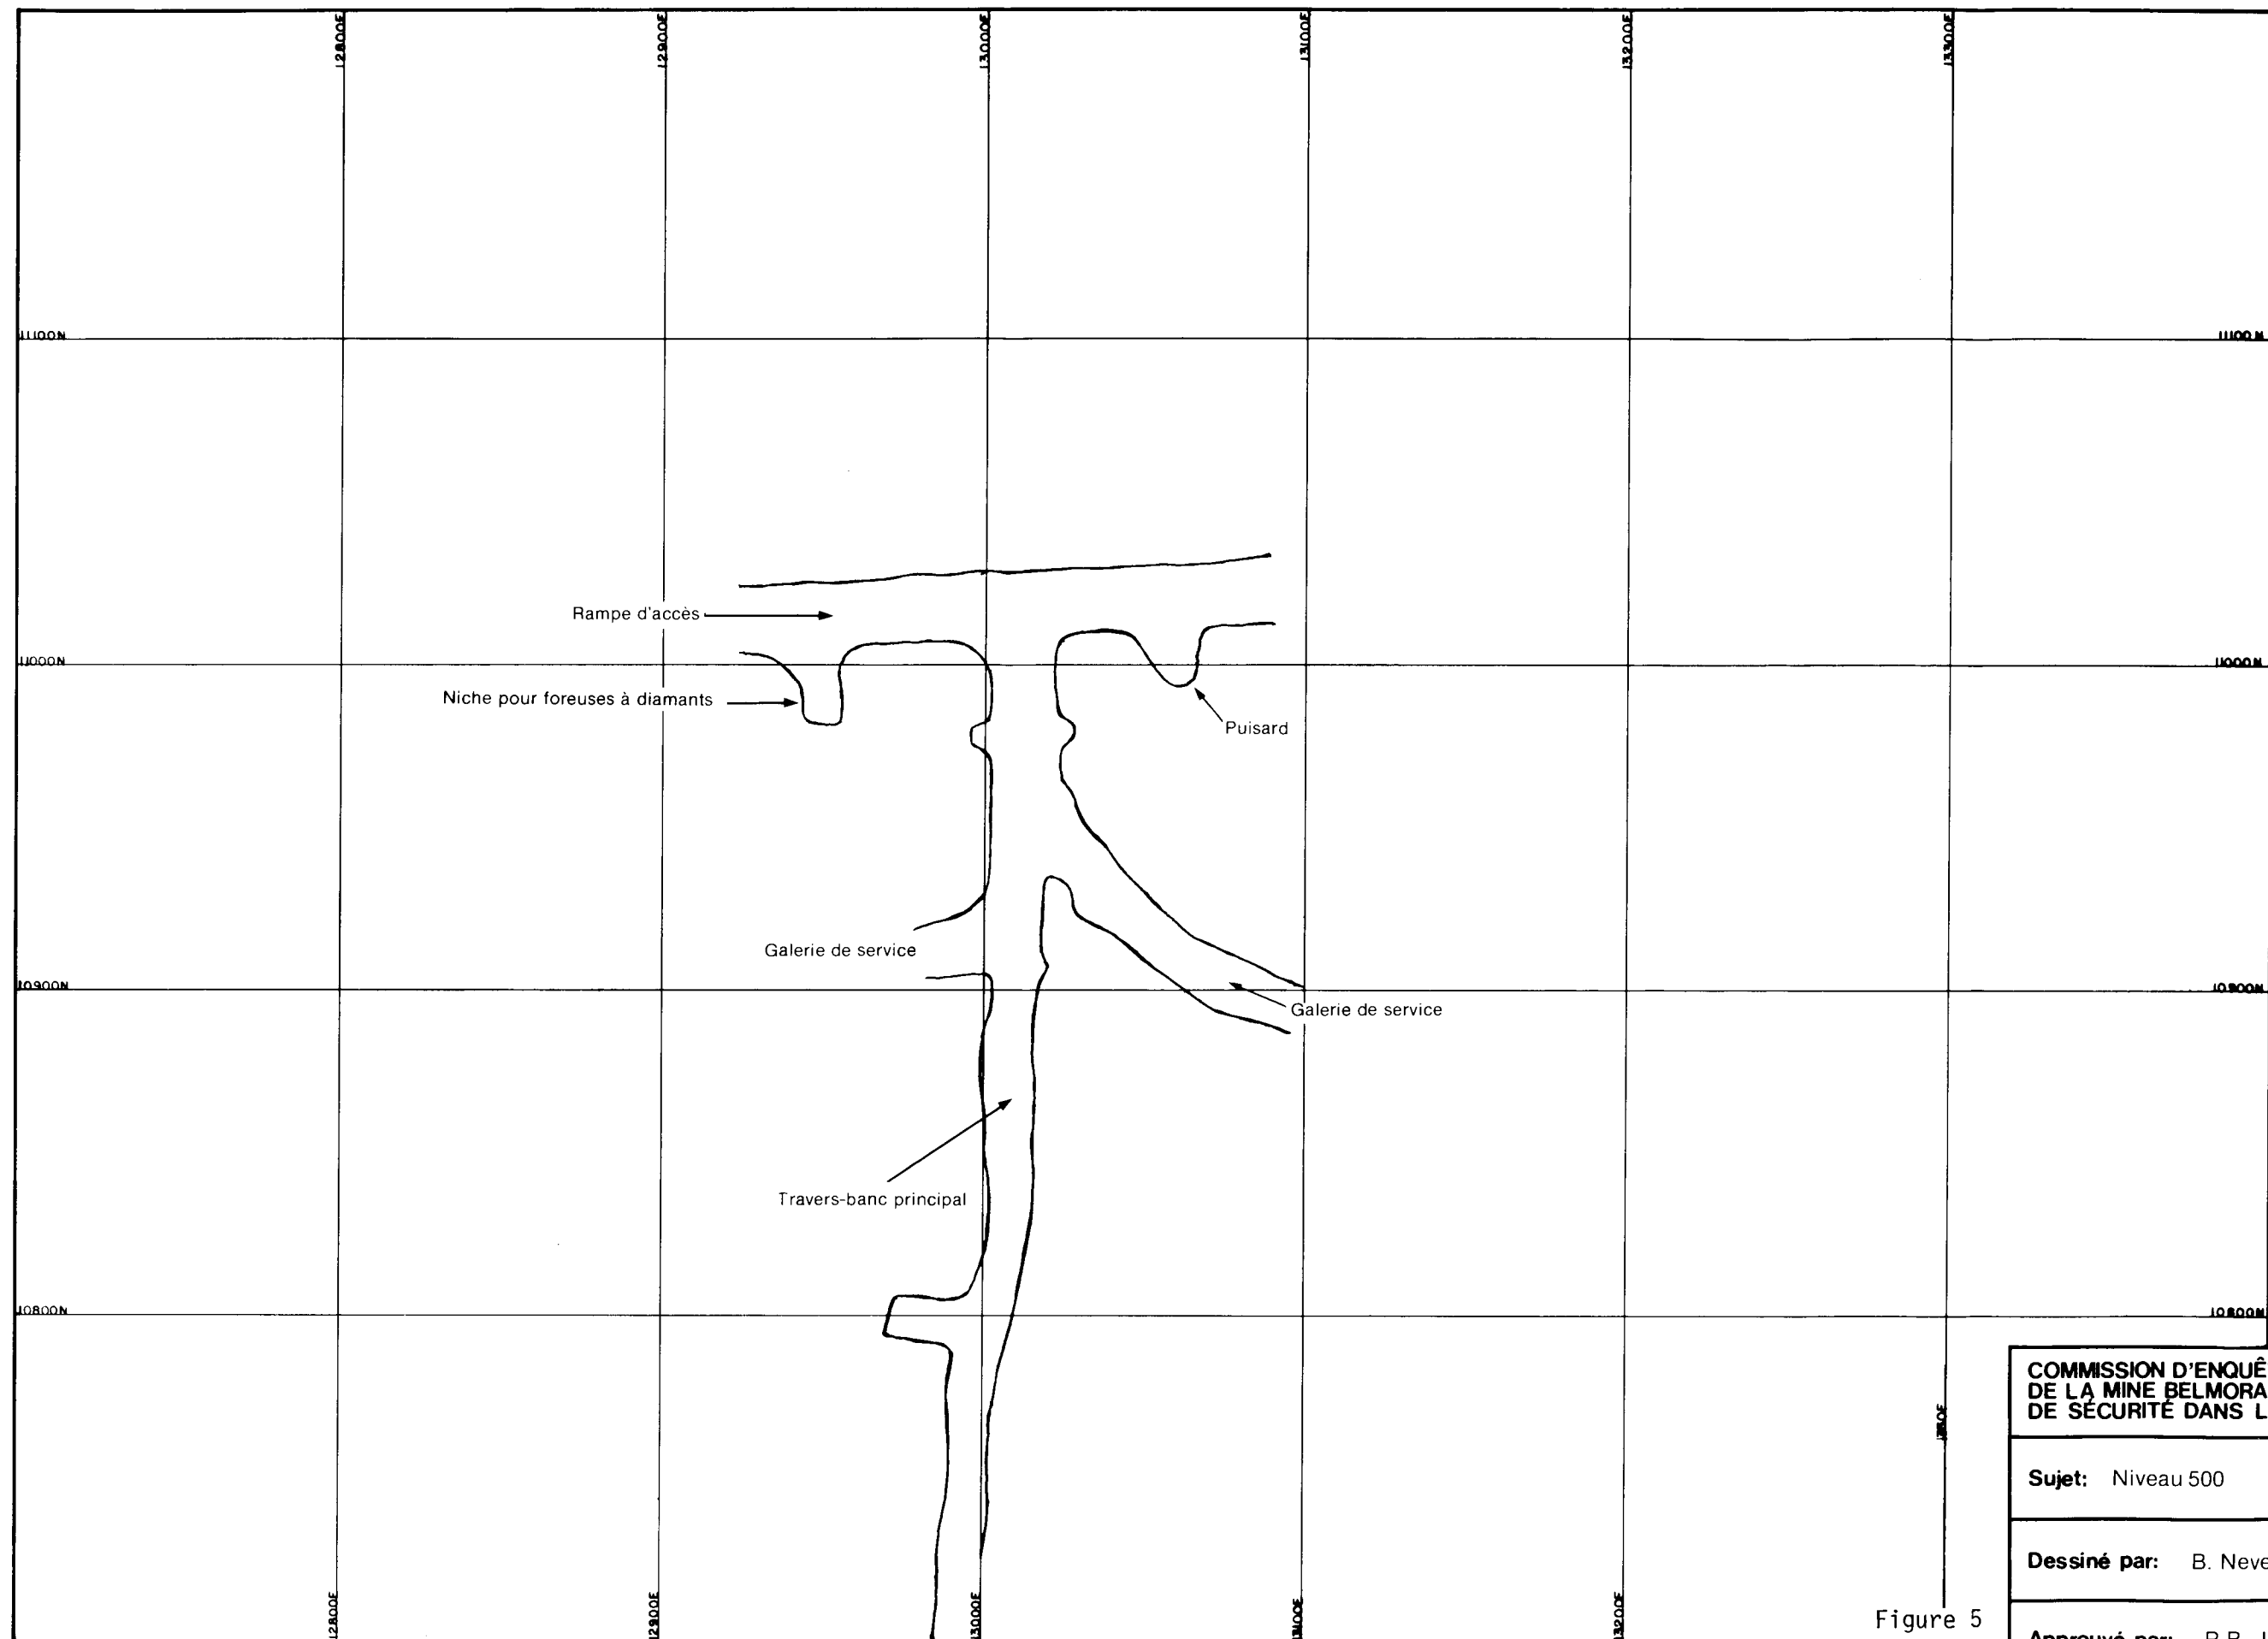 12800E
12900E
13000E
13100E
13200E
13300E
11100N
11100N
Rampe d'accès
11000N
11000N
Niche pour foreuses à diamants
Puisard
Galerie de service
10900N
10900N
Galerie de service
Travers-banc principal
10800N
10800N
COMMISSION D'ENQUÊ
DE LA MINE BELMORA
DE SÉCURITÉ DANS L
Sujet: Niveau 500
Dessiné par: B. Neve
12800E
12900E
13000E
13100E
13200E
Figure 5
Approuvé par: